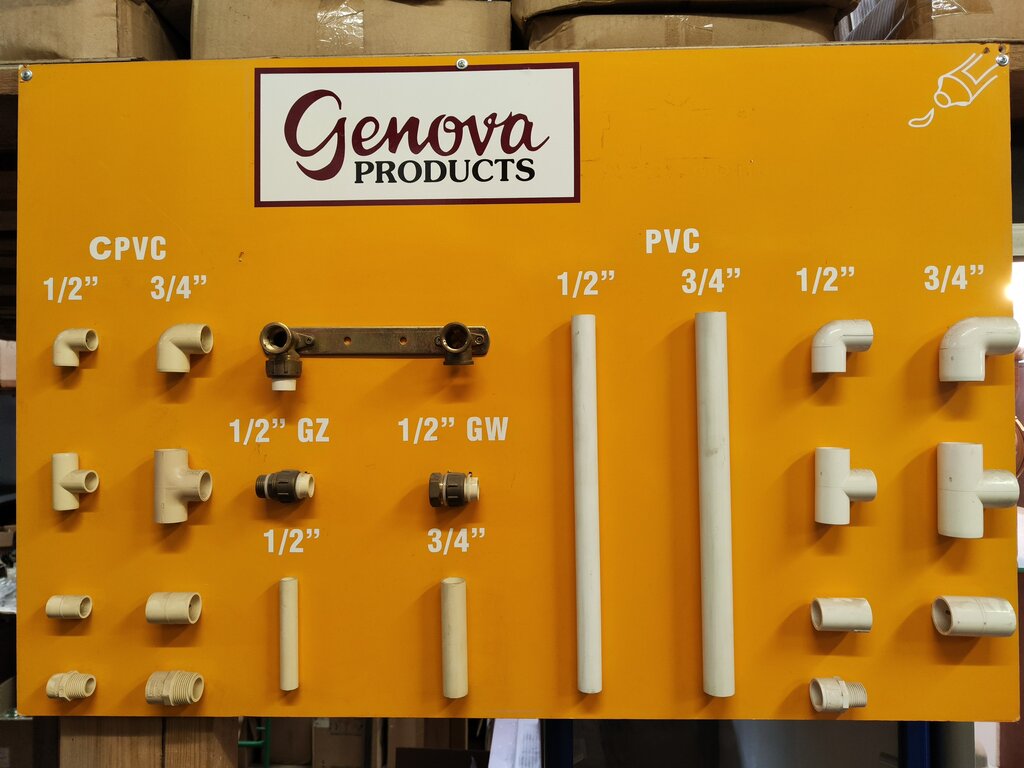 Genova
PRODUCTS
CPVC
1/2” 3/4”
PVC
1/2” 3/4” 1/2” 3/4”
1/2” GZ 1/2” GW
1/2” 3/4”